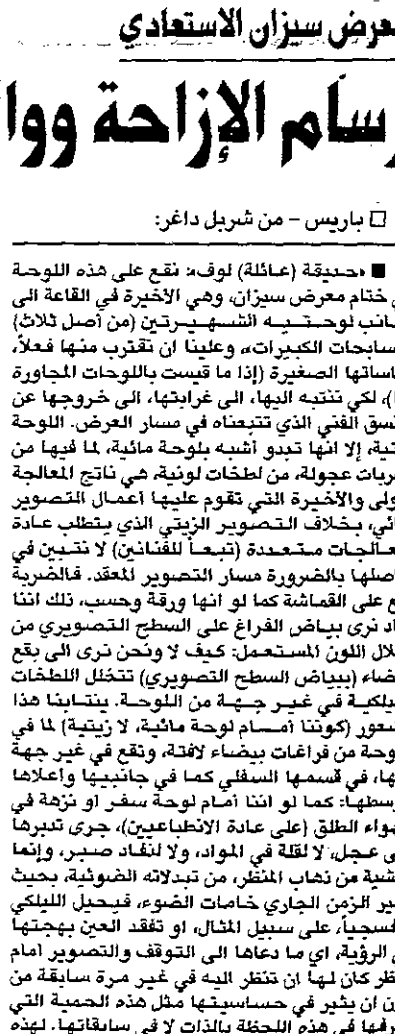 معرض سيزان الاستعادي
رسام الإزاحة ووا
باريس – من شربل داغر:
■ «حديقة (عائلة) لوف»: نقع على هذه اللوحة
ختام معرض سيزان، وهي الأخيرة في القاعة الى
جانب لوحتيه الشهيرتين (من أصل ثلاث)
«السابحات الكبيرات»، وعلينا ان نقترب منها فعلاً،
الصغيرة (إذا ما قيست باللوحات المجاورة
لكي ننتبه اليها، الى غرابتها، الى خروجها عن
النسق الفني الذي تتبعناه في مسار العرض. اللوحة
زيتية، إلا انها تبدو أشبه بلوحة مائية، لما فيها من
ضربات عجولة، من لطخات لونية، هي ناتج المعالجة
الأولى والأخيرة التي تقوم عليها أعمال التصوير
المائي، بخلاف التصوير الزيتي الذي يتطلب عادة
معالجات متعددة (تبعاً للفنانين) لا نتبين في
حاصلها بالضرورة مسار التصوير المعقد. فالضربة
تقع على القماشة كما لو انها ورقة وحسب، ذلك اننا
نكاد نرى بياض الفراغ على السطح التصويري من
خلال اللون المستعمل: كيف لا ونحن نرى الى بقع
بيضاء (ببياض السطح التصويري) تتخلل اللطخات
الليلكية في غير جهة من اللوحة. ينتابنا هذا
الشعور (كوننا أمام لوحة مائية، لا زيتية) لما في
اللوحة من فراغات بيضاء لافتة، وتقع في غير جهة
منها، في قسمها السفلي كما في جانبيها وأعلاها
ووسطها: كما لو اننا أمام لوحة سفر او نزهة في
الهواء الطلق (على عادة الانطباعيين)، جرى تدبرها
على عجل، لا لقلة في المواد، ولا لنفاد صبر، وإنما
خشية من ذهاب المنظر، من تبدلاته الضوئية، بحيث
يغير الزمن الجاري خامات الضوء، فيحيل الليلكي
بنفسجياً، على سبيل المثال، او تفقد العين بهجتها
في الرؤية، اي ما دعاها الى التوقف والتصوير امام
منظر كان لها ان تنظر اليه في غير مرة سابقة من
دون ان يثير في حساسيتها مثل هذه الحمية التي
في هذه اللحظة بالذات لا في سابقاتها. لهذه